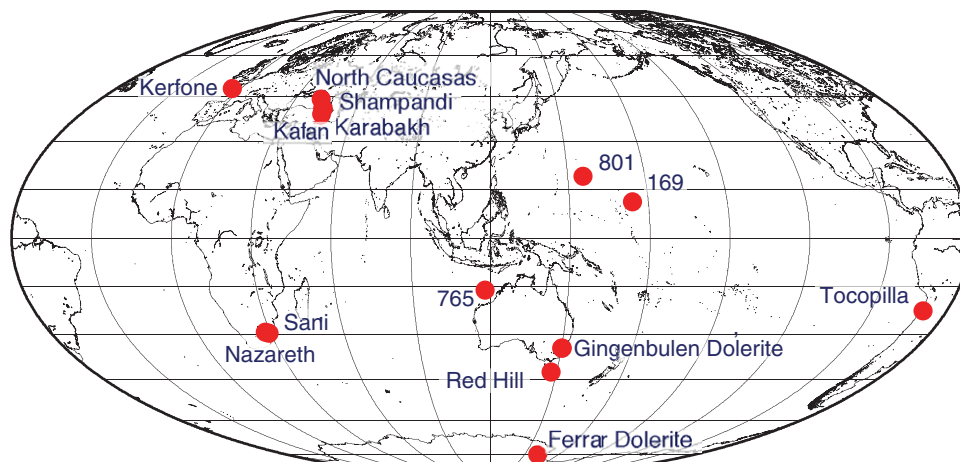 North Caucasas
Kerfone
Shampandi
Kafan Karabakh
801
169
765
Tocopilla
Sani
Nazareth
Gingenbulen Dolerite
Red Hill
Ferrar Dolerite